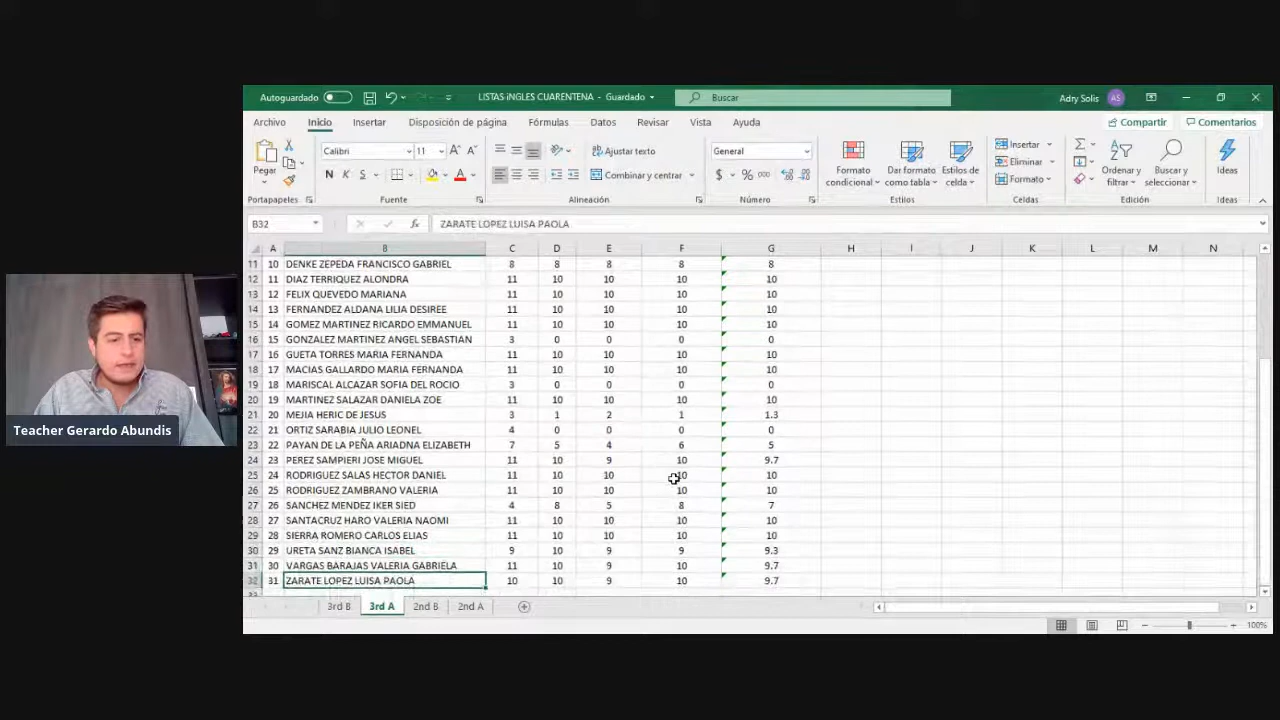 Autoguardado LISTAS iNGLES CUARENTENA - Guardado Buscar Adry Solis AS
Archivo Inicio Insertar Disposición de página Fórmulas Datos Revisar Vista Ayuda Compartir Comentarios
Calibri 11 Ajustar texto General Insertar
Pegar N K S Combinar y centrar $ % 000 Formato condicional Dar formato como tabla Estilos de celda Eliminar Formato Ordenar y filtrar Buscar y seleccionar Ideas
Portapapeles Fuente Alineación Número Estilos Celdas Edición Ideas
B32 fx ZARATE LOPEZ LUISA PAOLA
A B C D E F G H I J K L M N
11 10 DENKE ZEPEDA FRANCISCO GABRIEL 8 8 8 8 8
12 11 DIAZ TERRIQUEZ ALONDRA 11 10 10 10 10
13 12 FELIX QUEVEDO MARIANA 11 10 10 10 10
14 13 FERNANDEZ ALDANA LILIA DESIREE 11 10 10 10 10
15 14 GOMEZ MARTINEZ RICARDO EMMANUEL 11 10 10 10 10
16 15 GONZALEZ MARTINEZ ANGEL SEBASTIAN 3 0 0 0 0
17 16 GUETA TORRES MARIA FERNANDA 11 10 10 10 10
18 17 MACIAS GALLARDO MARIA FERNANDA 11 10 10 10 10
19 18 MARISCAL ALCAZAR SOFIA DEL ROCIO 3 0 0 0 0
20 19 MARTINEZ SALAZAR DANIELA ZOE 11 10 10 10 10
21 20 MEJIA HERIC DE JESUS 3 1 2 1 1.3
22 21 ORTIZ SARABIA JULIO LEONEL 4 0 0 0 0
23 22 PAYAN DE LA PEÑA ARIADNA ELIZABETH 7 5 4 6 5
24 23 PEREZ SAMPIERI JOSE MIGUEL 11 10 9 10 9.7
25 24 RODRIGUEZ SALAS HECTOR DANIEL 11 10 10 10 10
26 25 RODRIGUEZ ZAMBRANO VALERIA 11 10 10 10 10
27 26 SANCHEZ MENDEZ IKER SIED 4 8 5 8 7
28 27 SANTACRUZ HARO VALERIA NAOMI 11 10 10 10 10
29 28 SIERRA ROMERO CARLOS ELIAS 11 10 10 10 10
30 29 URETA SANZ BIANCA ISABEL 9 10 9 9 9.3
31 30 VARGAS BARAJAS VALERIA GABRIELA 11 10 9 10 9.7
32 31 ZARATE LOPEZ LUISA PAOLA 10 10 9 10 9.7
3rd B 3rd A 2nd B 2nd A
100%
Teacher Gerardo Abundis